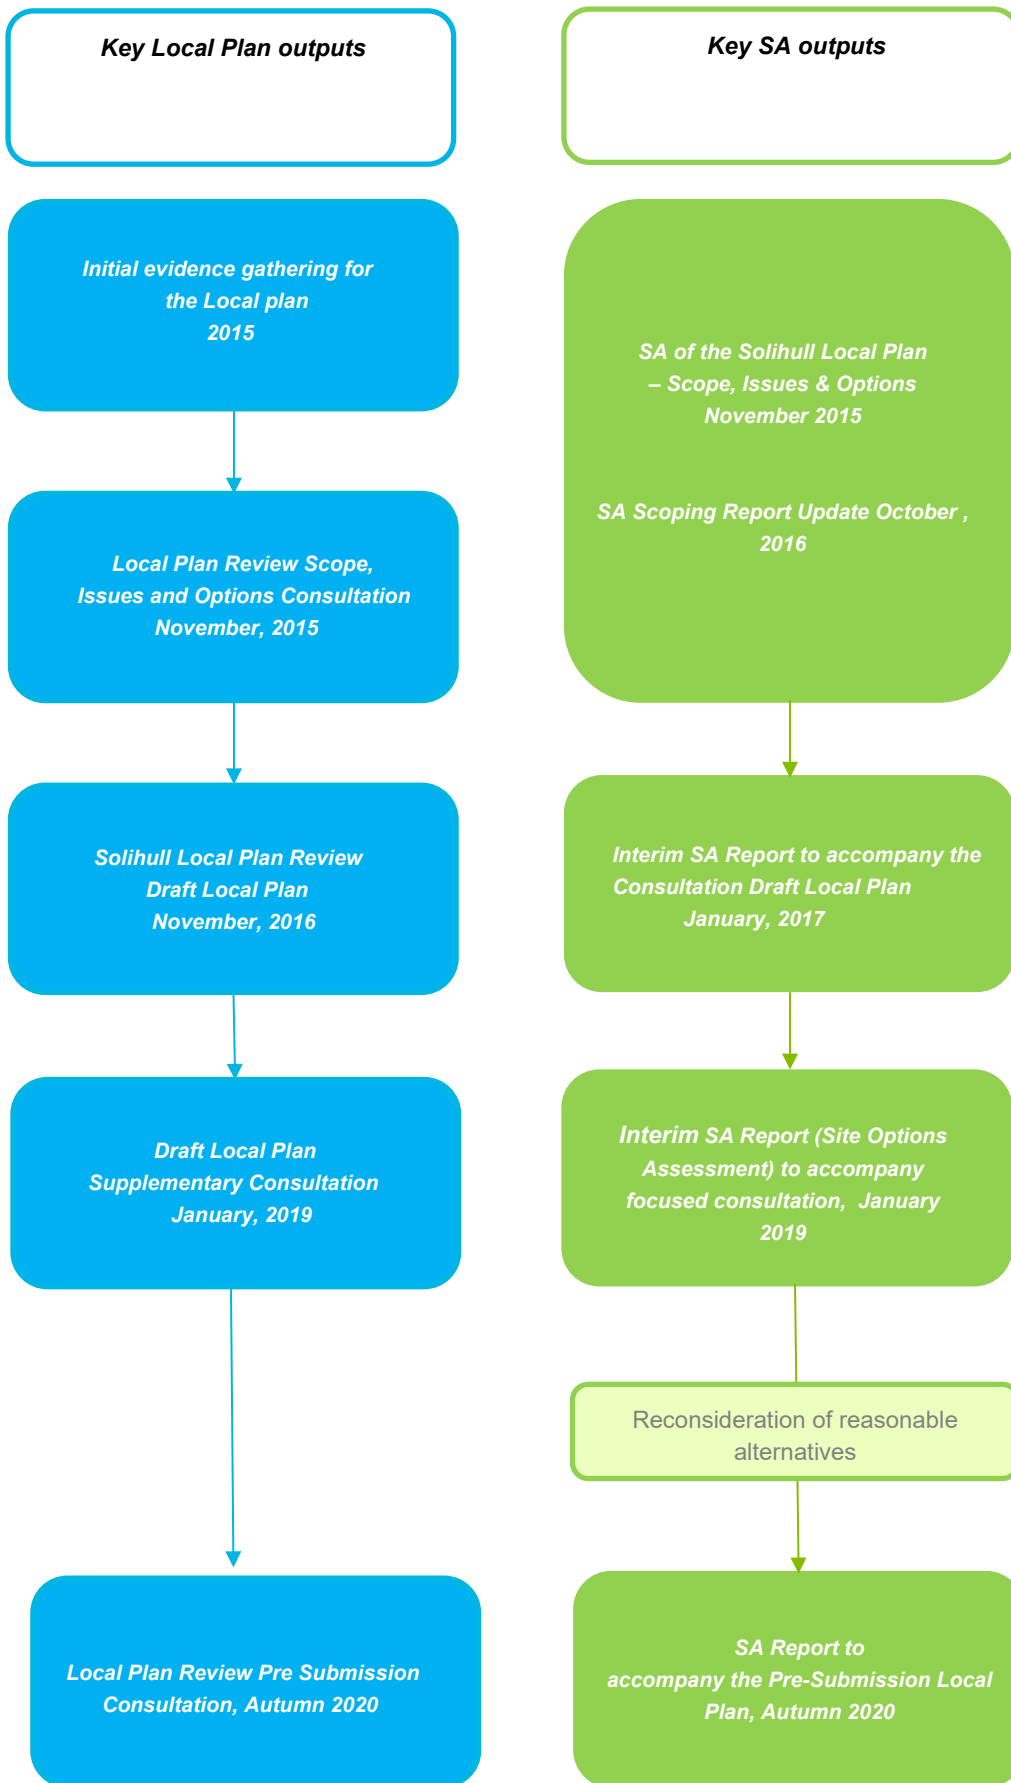 Key Local Plan outputs
Key SA outputs
Initial evidence gathering for
the Local plan
2015
SA of the Solihull Local Plan
– Scope, Issues & Options
November 2015
SA Scoping Report Update October ,
2016
Local Plan Review Scope,
Issues and Options Consultation
November, 2015
Solihull Local Plan Review
Draft Local Plan
November, 2016
Interim SA Report to accompany the
Consultation Draft Local Plan
January, 2017
Draft Local Plan
Supplementary Consultation
January, 2019
Interim SA Report (Site Options
Assessment) to accompany
focused consultation, January
2019
Reconsideration of reasonable
alternatives
Local Plan Review Pre Submission
Consultation, Autumn 2020
SA Report to
accompany the Pre-Submission Local
Plan, Autumn 2020